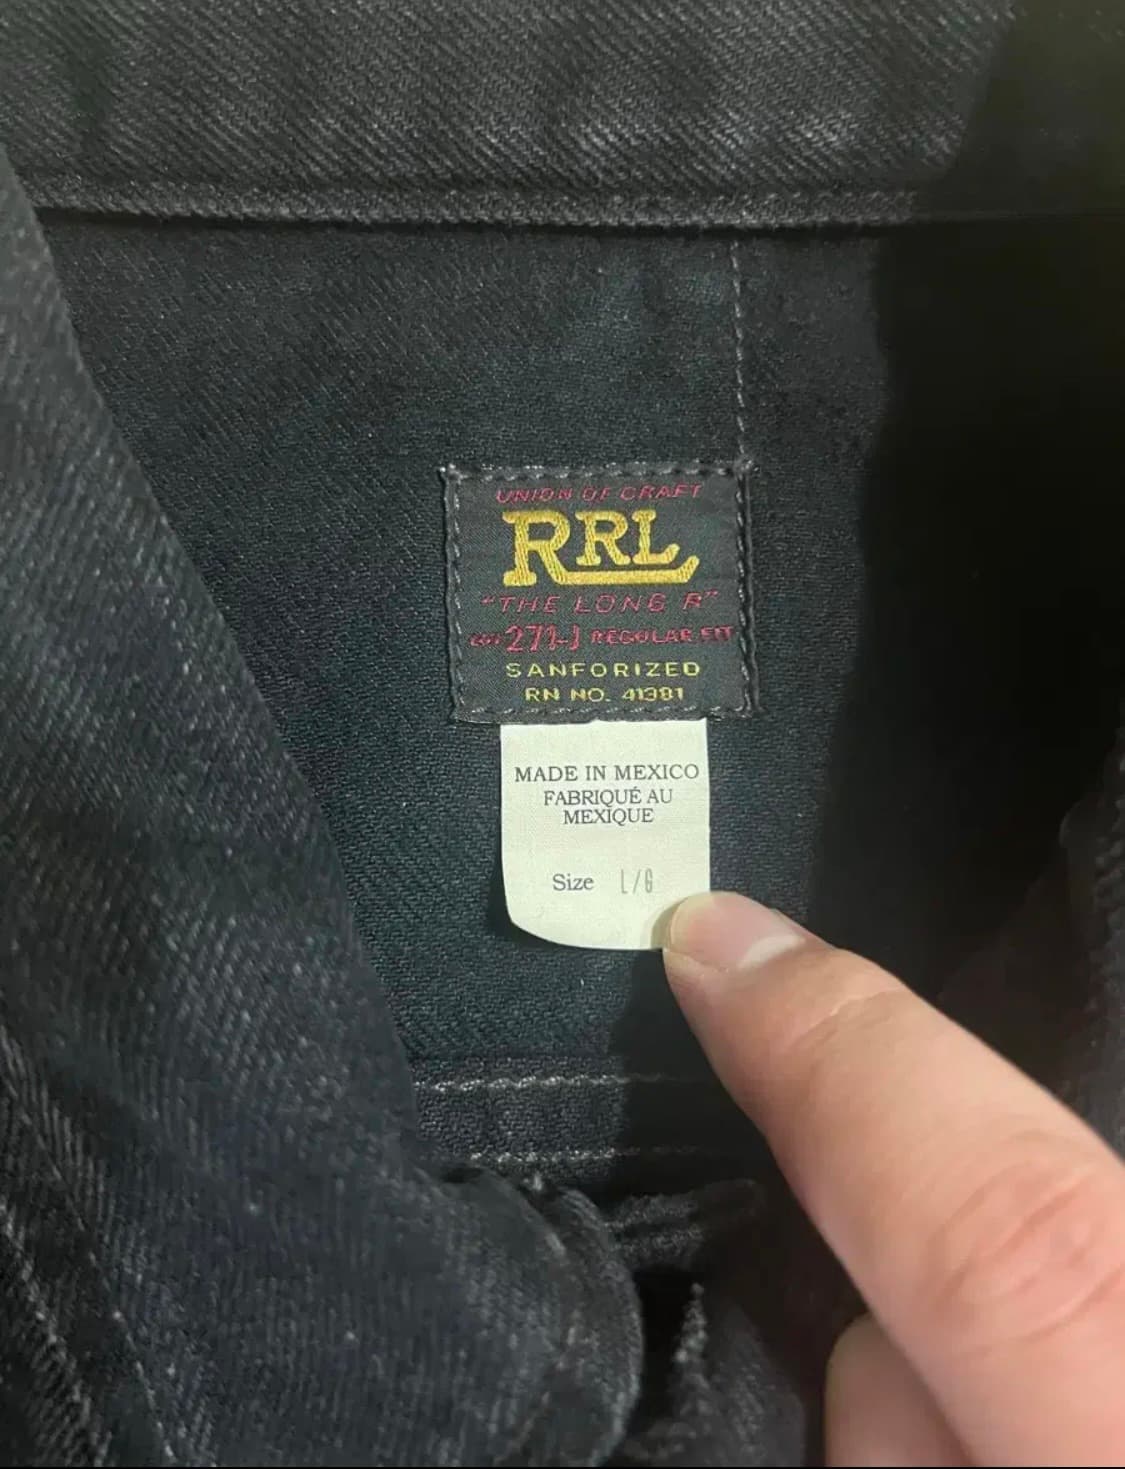 UNION OF CRAFT
RRL
"THE LONG R"
LOT 271-J REGULAR FIT
SANFORIZED
RN NO. 41381
MADE IN MEXICO
FABRIQUÉ AU
MEXIQUE
Size L/G